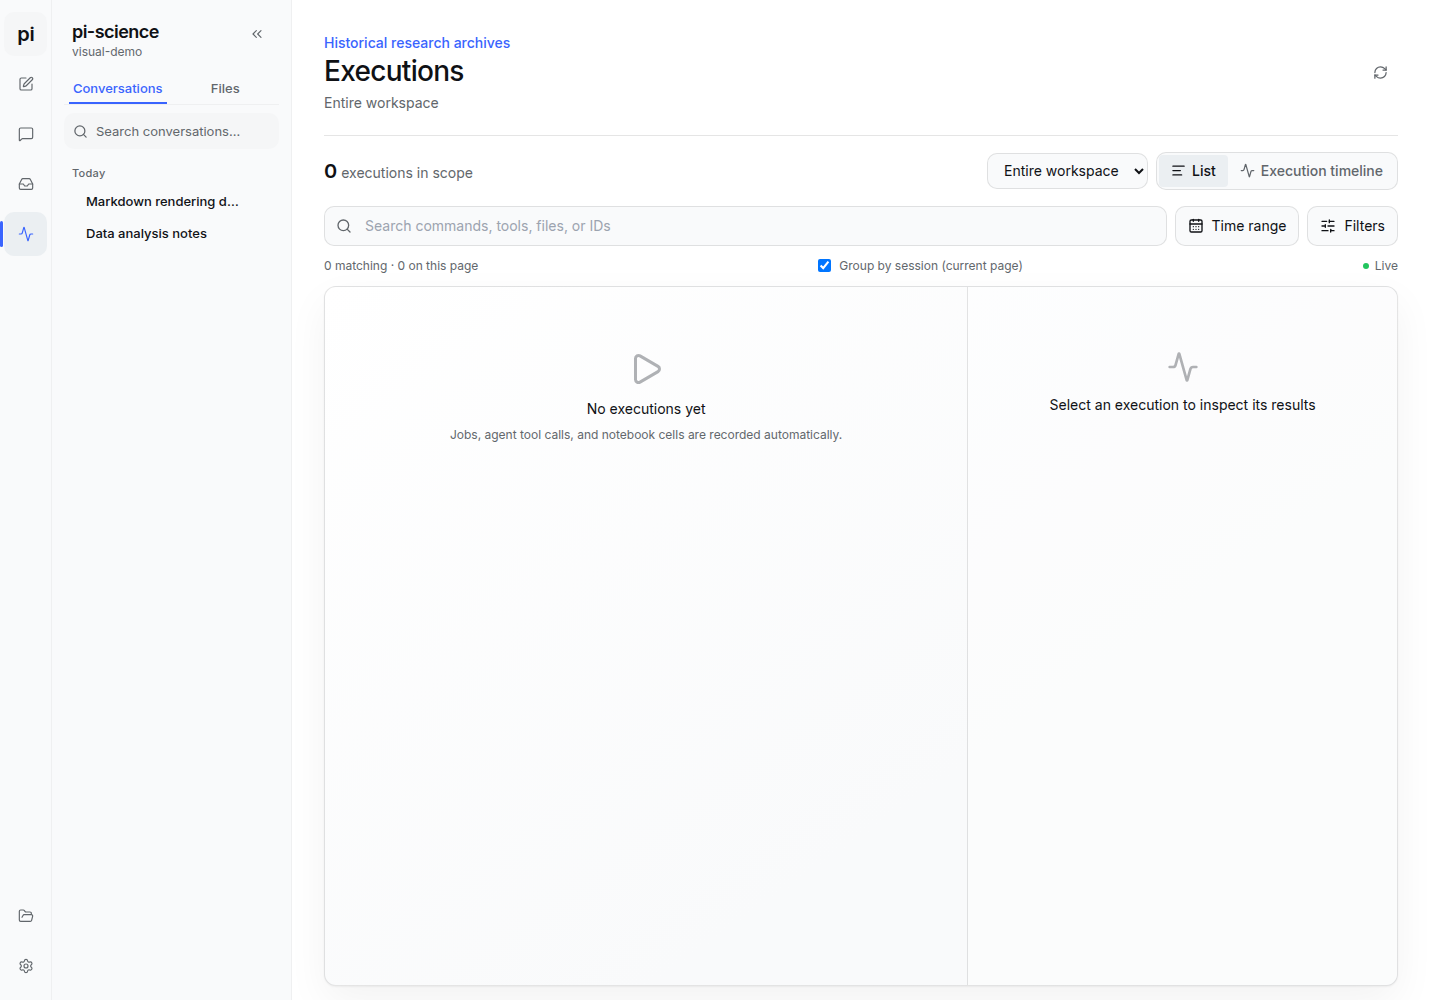 pi
pi-science
visual-demo
Conversations
Files
Search conversations...
Today
Markdown rendering d...
Data analysis notes
Historical research archives
Executions
Entire workspace
0 executions in scope
Entire workspace
List
Execution timeline
Search commands, tools, files, or IDs
Time range
Filters
0 matching · 0 on this page
Group by session (current page)
Live
No executions yet
Jobs, agent tool calls, and notebook cells are recorded automatically.
Select an execution to inspect its results